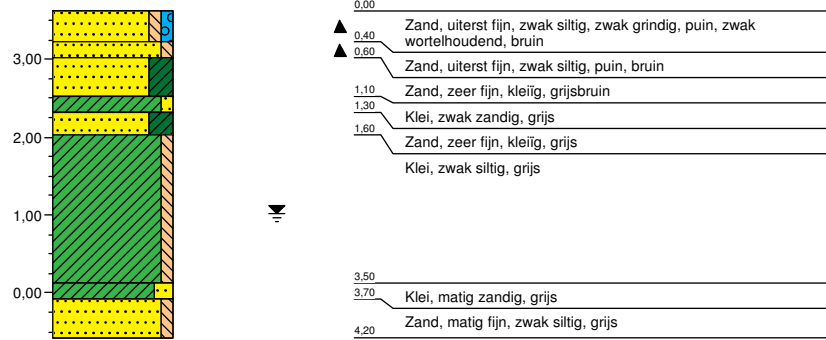 0,00
Zand, uiterst fijn, zwak siltig, zwak grindig, puin, zwak
wortelhoudend, bruin
0,40
0,60
Zand, uiterst fijn, zwak siltig, puin, bruin
3,00
1,10
Zand, zeer fijn, kleiïg, grijsbruin
1,30
Klei, zwak zandig, grijs
2,00
1,60
Zand, zeer fijn, kleiïg, grijs
Klei, zwak siltig, grijs
1,00
3,50
0,00
3,70
Klei, matig zandig, grijs
Zand, matig fijn, zwak siltig, grijs
4,20